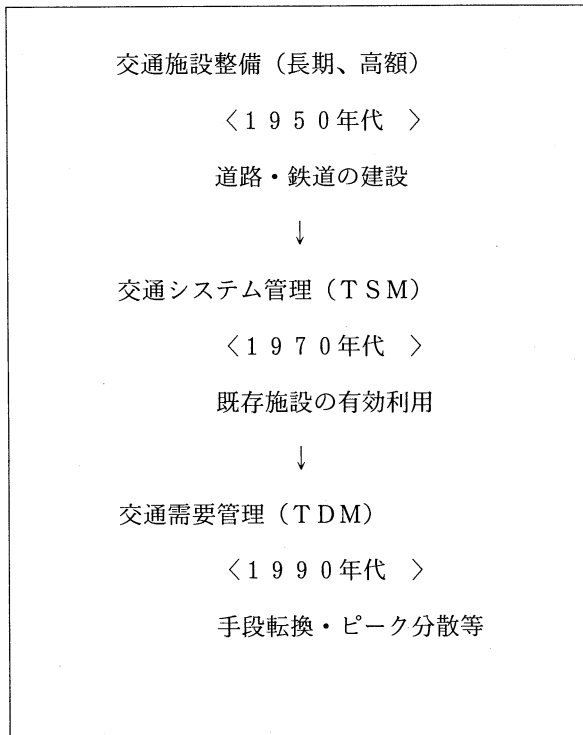 交通施設整備（長期、高額）
〈１９５０年代　〉
道路・鉄道の建設
↓
交通システム管理（ＴＳＭ）
〈１９７０年代　〉
既存施設の有効利用
↓
交通需要管理（ＴＤＭ）
〈１９９０年代　〉
手段転換・ピーク分散等